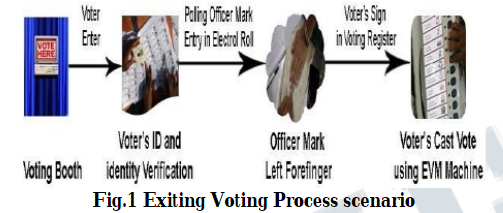 Voter
Enter
Polling Officer Mark
Entry in Electrol Roll
Voter's Sign
in Voting Register
VOTE
HERE
Voting Booth
Voter's ID and
identity Verification
Officer Mark
Left Forefinger
Voter's Cast Vote
using EVM Machine
Fig.1 Exiting Voting Process scenario